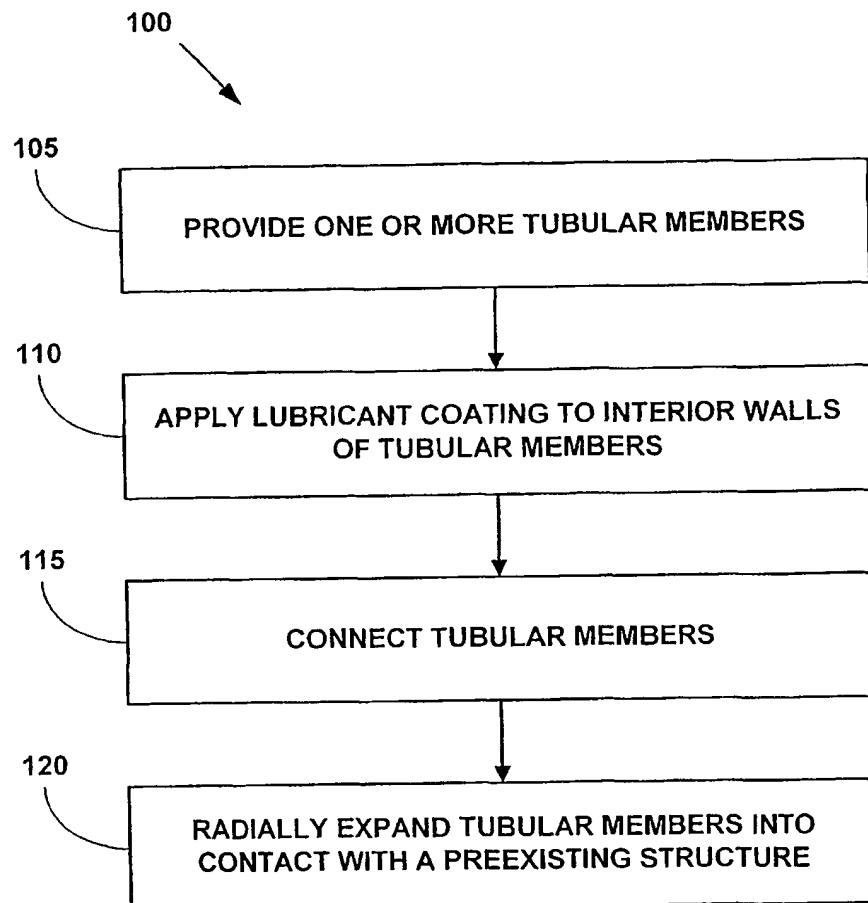 100
105
PROVIDE ONE OR MORE TUBULAR MEMBERS
110
APPLY LUBRICANT COATING TO INTERIOR WALLS
OF TUBULAR MEMBERS
115
CONNECT TUBULAR MEMBERS
120
RADIALLY EXPAND TUBULAR MEMBERS INTO
CONTACT WITH A PREEXISTING STRUCTURE